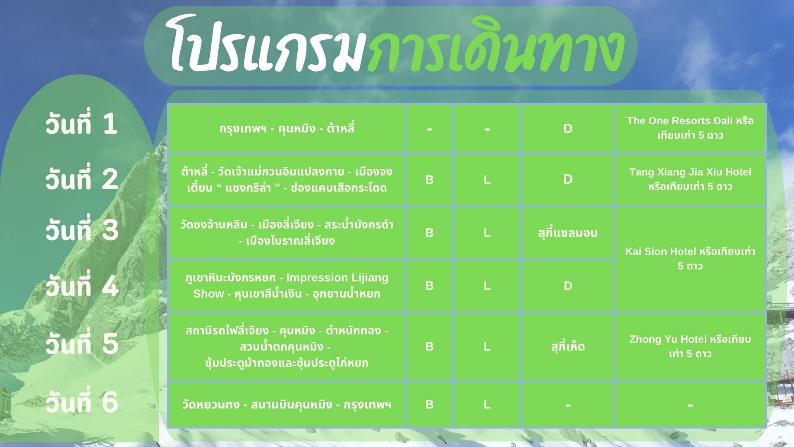 โปรแกรมการเดินทาง
วันที่ 1
กรุงเทพฯ - คุนหมิง - ต้าหลี่
-
-
D
The One Resorts Dali หรือ
เทียบเท่า 5 ดาว
วันที่ 2
ต้าหลี่ - วัดเจ้าแม่กวนอิมแปลงกาย - เมืองจง
เตี้ยน “ แชงกรีล่า ” - ช่องแคบเสือกระโดด
B
L
D
Tang Xiang Jia Xiu Hotel
หรือเทียบเท่า 5 ดาว
วันที่ 3
วัดซงจ้านหลิน - เมืองลี่เจียง - สระน้ำมังกรดำ
- เมืองโบราณลี่เจียง
B
L
สุกี้แซลมอน
Kai Sion Hotel หรือเทียบเท่า
5 ดาว
วันที่ 4
ภูเขาหิมะมังกรหยก - Impression Lijiang
Show - หุบเขาสีน้ำเงิน - อุทยานน้ำหยก
B
L
D
วันที่ 5
สถานีรถไฟลี่เจียง - คุนหมิง - ตำหนักทอง -
สวนน้ำตกคุนหมิง -
ซุ้มประตูม้าทองและซุ้มประตูไก่หยก
B
L
สุกี้เห็ด
Zhong Yu Hotel หรือเทียบ
เท่า 5 ดาว
วันที่ 6
วัดหยวนทง - สนามบินคุนหมิง - กรุงเทพฯ
B
L
-
-